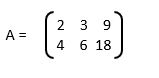 A = ( 2 3 9
4 6 18 )